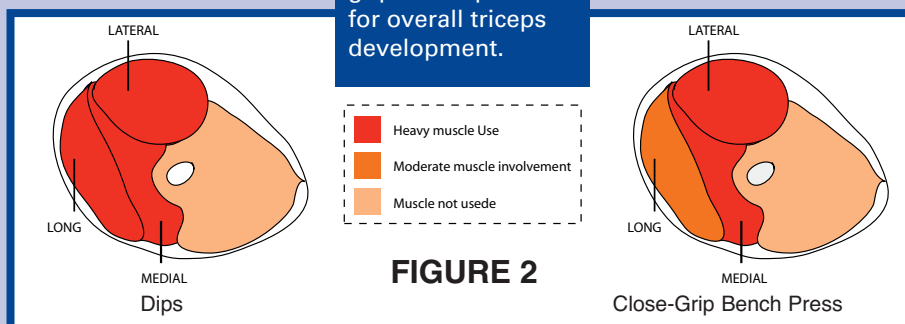 for overall triceps
development.
LATERAL
LONG
MEDIAL
Dips
Heavy muscle Use
Moderate muscle involvement
Muscle not usede
FIGURE 2
LATERAL
LONG
MEDIAL
Close-Grip Bench Press